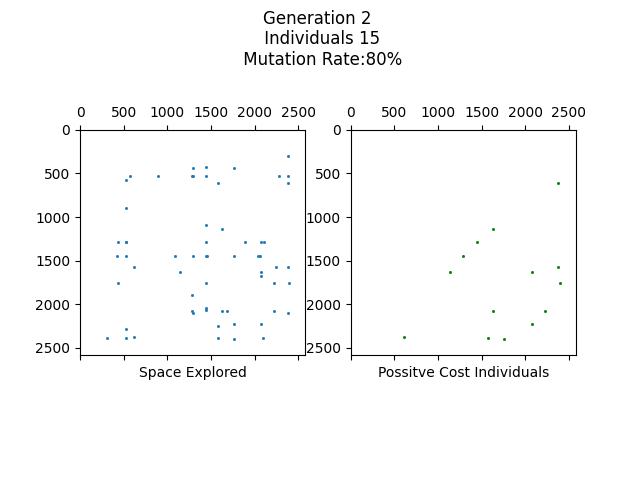 Generation 2
Individuals 15
Mutation Rate:80%
0 500 1000 1500 2000 2500
0 500 1000 1500 2000 2500
0
500
1000
1500
2000
2500
0
500
1000
1500
2000
2500
Space Explored
Possitve Cost Individuals